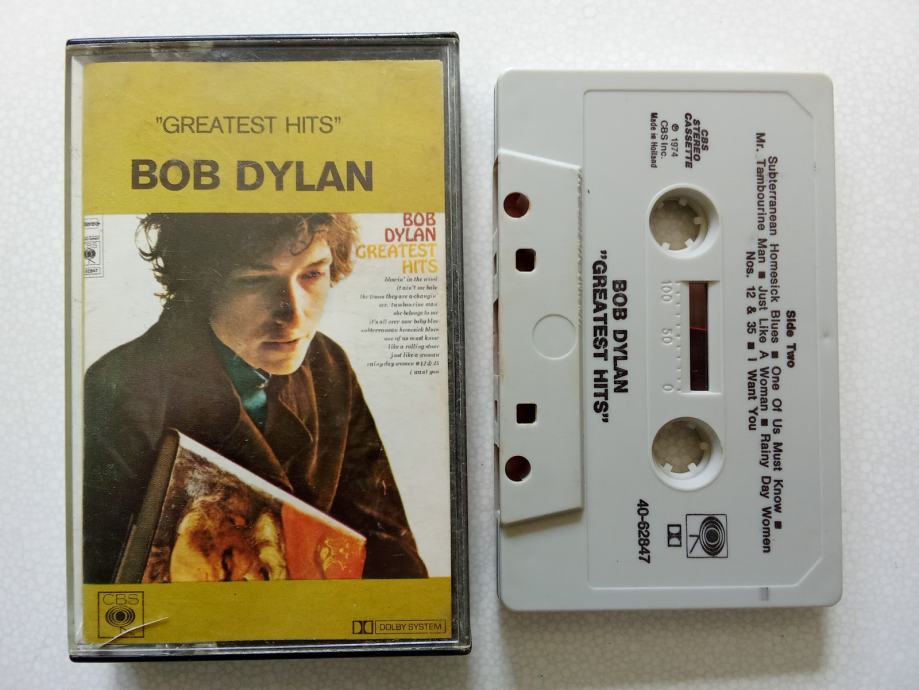 "GREATEST HITS"
BOB DYLAN
BOB
DYLAN
GREATEST
HITS
blowin' in the wind
it ain't me babe
the times they are a-changin'
mr. tambourine man
she belongs to me
it's all over now baby blue
subterranean homesick blues
one of us must know
like a rolling stone
just like a woman
rainy day women #12 & 35
i want you
CBS
62847
CBS
DOLBY SYSTEM
Side Two
Subterranean Homesick Blues ■ One Of Us Must Know ■
Mr. Tambourine Man ■ Just Like A Woman ■ Rainy Day Women
Nos. 12 & 35 ■ I Want You
CBS
STEREO
CASSETTE
℗ 1974
CBS Inc.
Made in Holland
100 50 0
BOB DYLAN
"GREATEST HITS"
40-62847